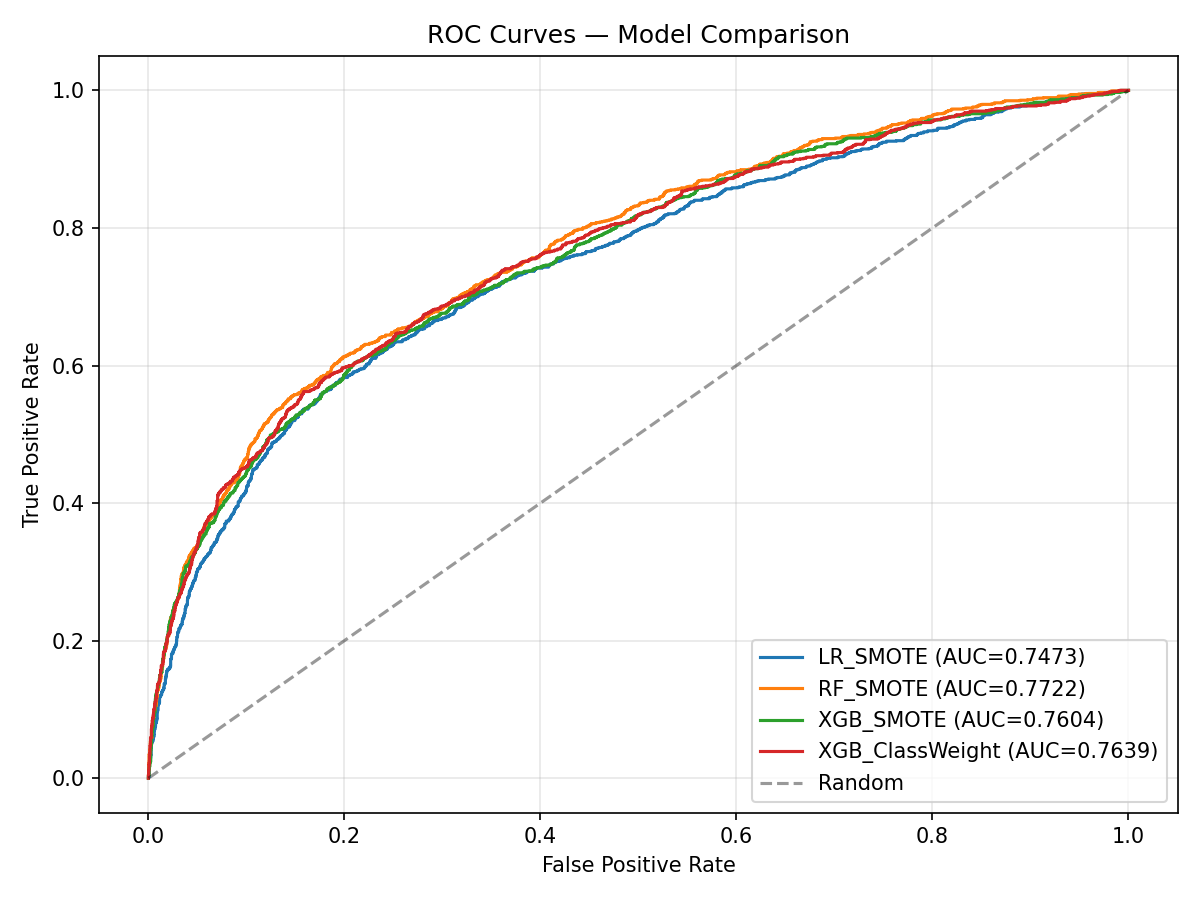 ROC Curves — Model Comparison
True Positive Rate
1.0
0.8
0.6
0.4
0.2
0.0
LR_SMOTE (AUC=0.7473)
RF_SMOTE (AUC=0.7722)
XGB_SMOTE (AUC=0.7604)
XGB_ClassWeight (AUC=0.7639)
Random
0.0 0.2 0.4 0.6 0.8 1.0
False Positive Rate